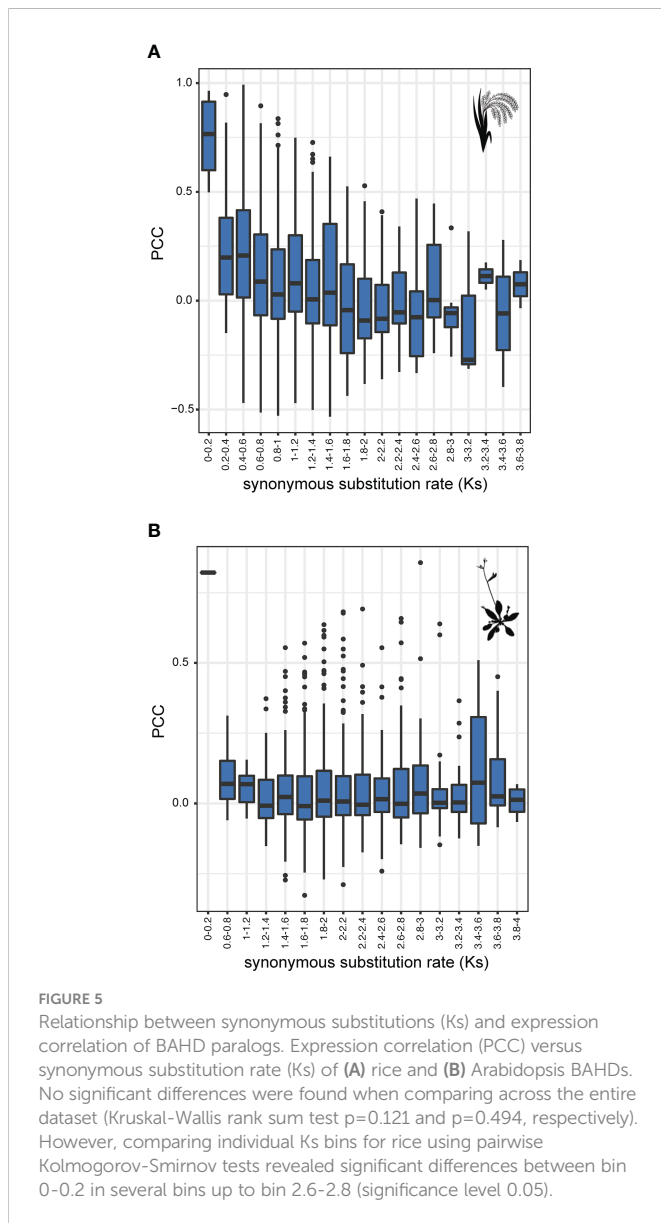 A
1.0
0.5
0.0
−0.5
PCC
0-0.2
0.2-0.4
0.4-0.6
0.6-0.8
0.8-1
1-1.2
1.2-1.4
1.4-1.6
1.6-1.8
1.8-2
2-2.2
2.2-2.4
2.4-2.6
2.6-2.8
2.8-3
3-3.2
3.2-3.4
3.4-3.6
3.6-3.8
synonymous substitution rate (Ks)
B
0.5
0.0
PCC
0-0.2
0.6-0.8
1-1.2
1.2-1.4
1.4-1.6
1.6-1.8
1.8-2
2-2.2
2.2-2.4
2.4-2.6
2.6-2.8
2.8-3
3-3.2
3.2-3.4
3.4-3.6
3.6-3.8
3.8-4
synonymous substitution rate (Ks)
FIGURE 5
Relationship between synonymous substitutions (Ks) and expression
correlation of BAHD paralogs. Expression correlation (PCC) versus
synonymous substitution rate (Ks) of (A) rice and (B) Arabidopsis BAHDs.
No significant differences were found when comparing across the entire
dataset (Kruskal-Wallis rank sum test p=0.121 and p=0.494, respectively).
However, comparing individual Ks bins for rice using pairwise
Kolmogorov-Smirnov tests revealed significant differences between bin
0-0.2 in several bins up to bin 2.6-2.8 (significance level 0.05).